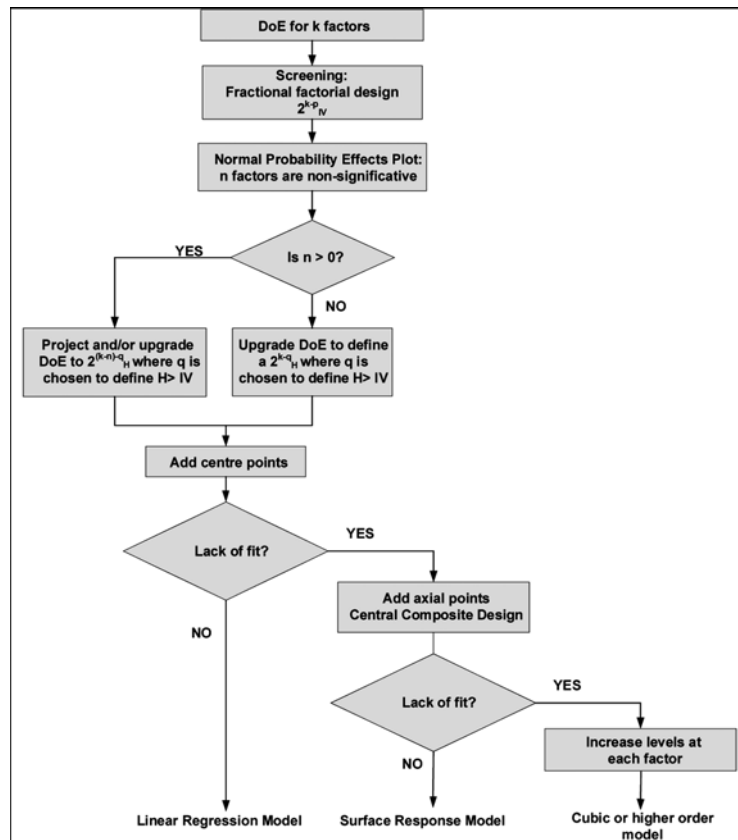 DoE for k factors
Screening:
Fractional factorial design
2^k-p_IV
Normal Probability Effects Plot:
n factors are non-significative
Is n > 0?
YES
NO
Project and/or upgrade
DoE to 2^(k-n)-q_H where q is
chosen to define H> IV
Upgrade DoE to define
a 2^k-q_H where q is
chosen to define H> IV
Add centre points
Lack of fit?
YES
NO
Add axial points
Central Composite Design
Lack of fit?
YES
NO
Increase levels at
each factor
Linear Regression Model
Surface Response Model
Cubic or higher order
model